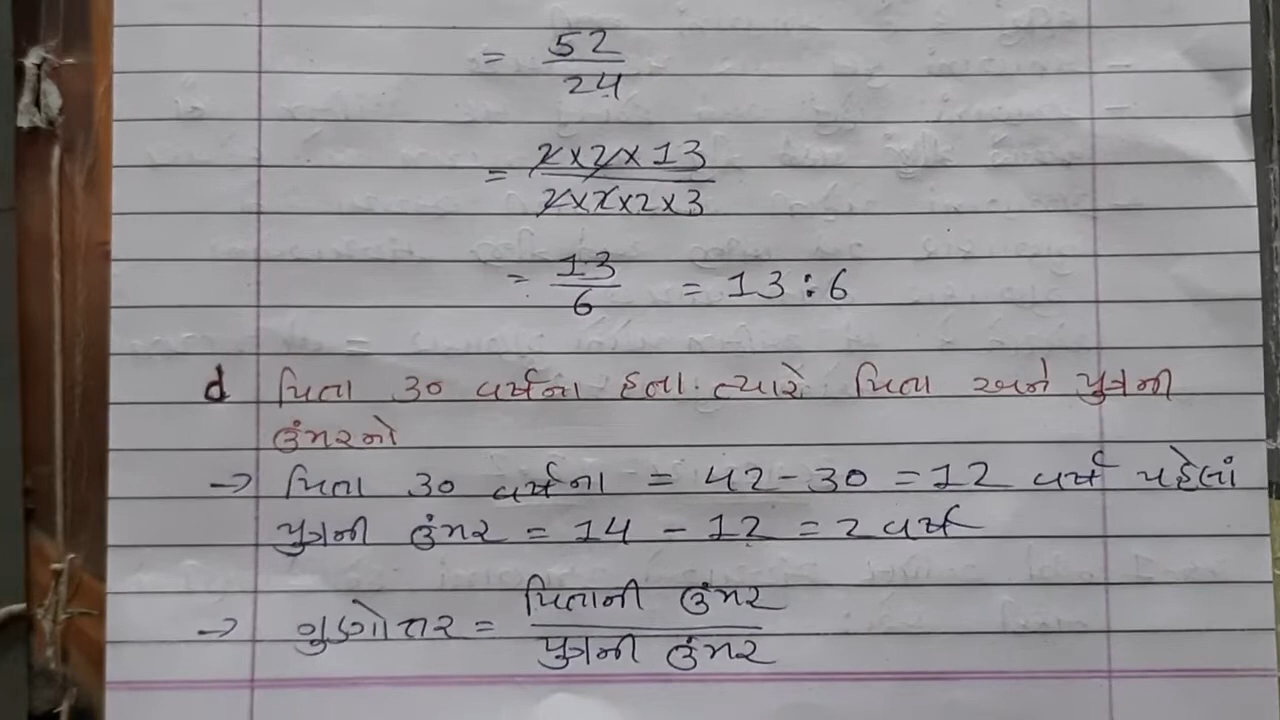 = 52/24
= 2×2×13/2×2×2×3
= 13/6 = 13:6
d પિતા 30 વર્ષના હતા ત્યારે પિતા અને પુત્રની
ઉંમરનો
→ પિતા 30 વર્ષના = 42-30 = 12 વર્ષ પહેલાં
પુત્રની ઉંમર = 14 - 12 = 2 વર્ષ
→ ગુણોત્તર = પિતાની ઉંમર/પુત્રની ઉંમર